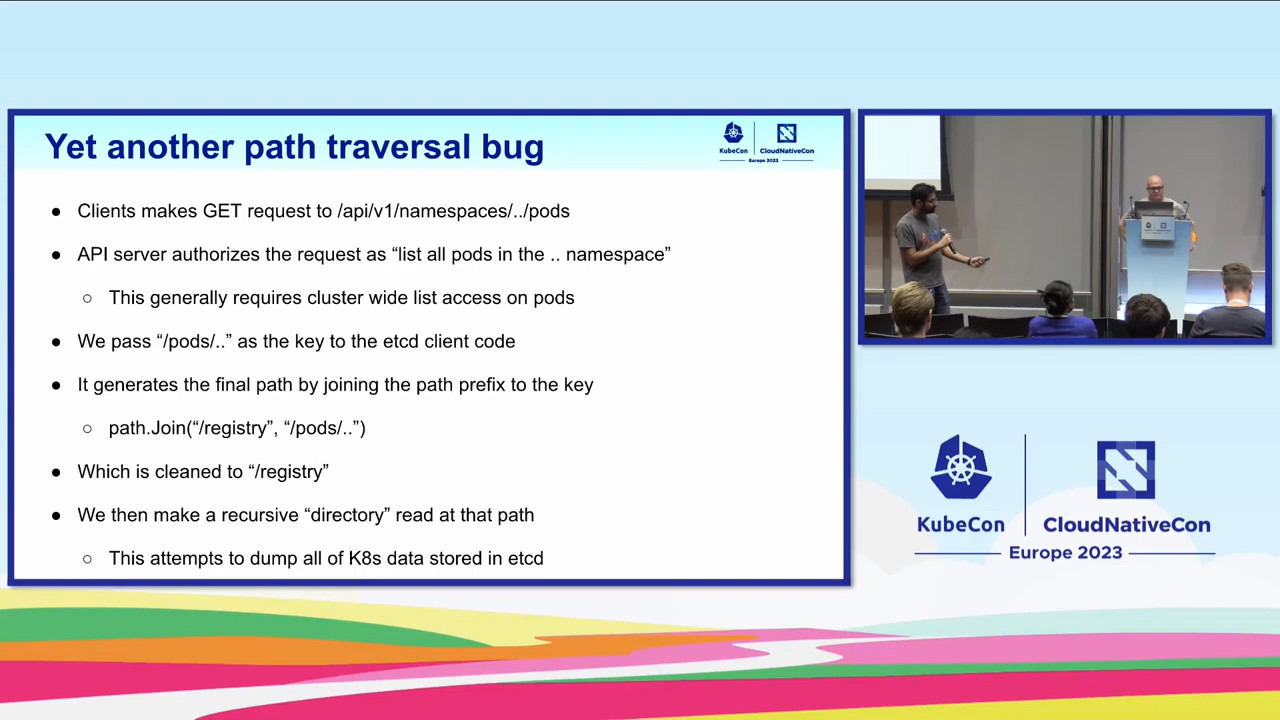 Yet another path traversal bug
KubeCon
CloudNativeCon
Europe 2023
● Clients makes GET request to /api/v1/namespaces/../pods
● API server authorizes the request as “list all pods in the .. namespace”
○ This generally requires cluster wide list access on pods
● We pass “/pods/..” as the key to the etcd client code
● It generates the final path by joining the path prefix to the key
○ path.Join(“/registry”, “/pods/..”)
● Which is cleaned to “/registry”
● We then make a recursive “directory” read at that path
○ This attempts to dump all of K8s data stored in etcd
KubeCon
CloudNativeCon
Europe 2023